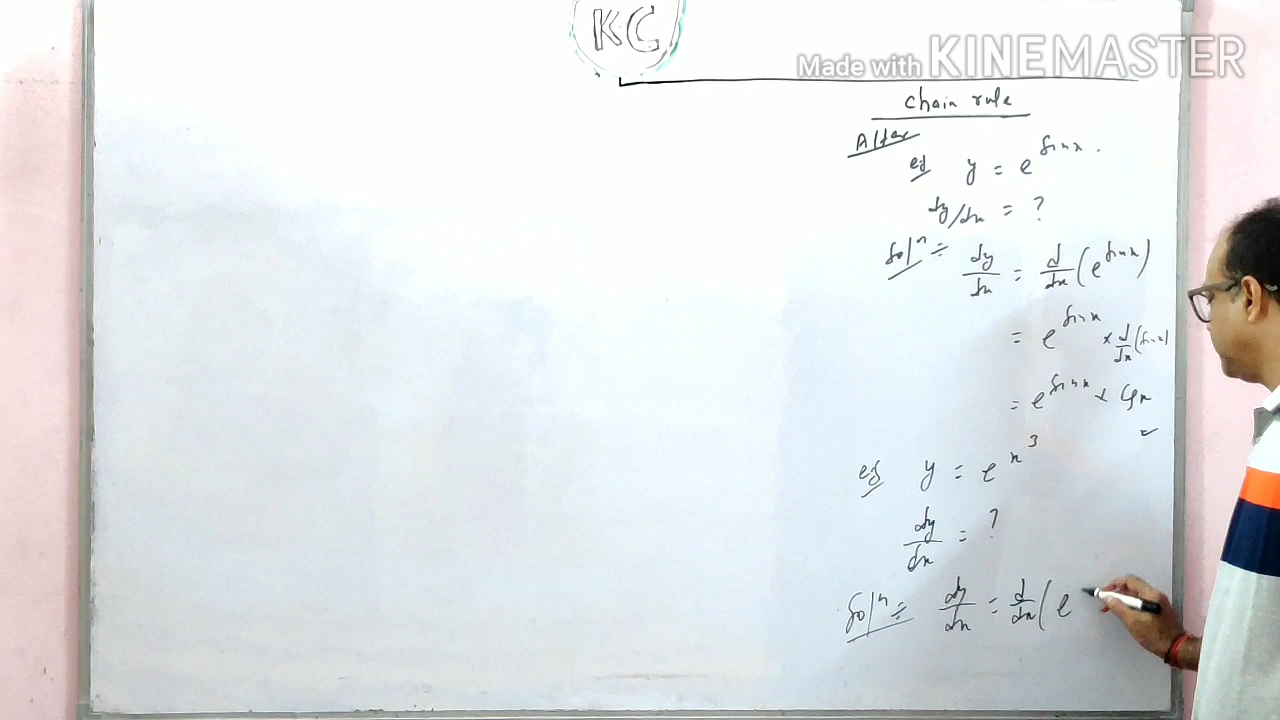 KC
Made with KINEMASTER
Chain rule
Alter
eg y = e^sinx.
dy/dx = ?
Solⁿ ÷ dy/dx = d/dx (e^sinx)
= e^sinx × d/dx (sinx)
= e^sinx ×
eg y = e^x³
dy/dx = ?
Solⁿ ÷ dy/dx = d/dx ( e